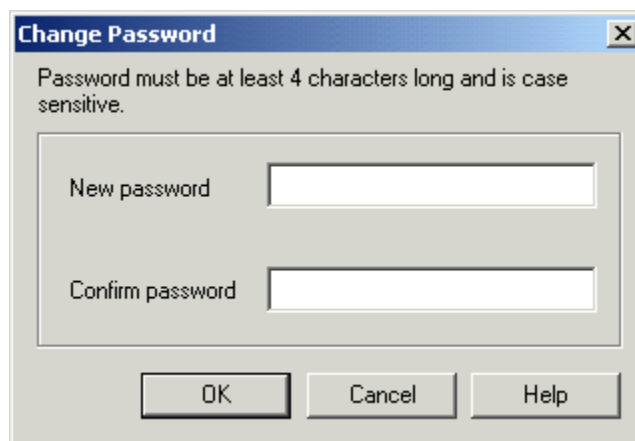 Change Password
Password must be at least 4 characters long and is case
sensitive.
New password
Confirm password
OK
Cancel
Help